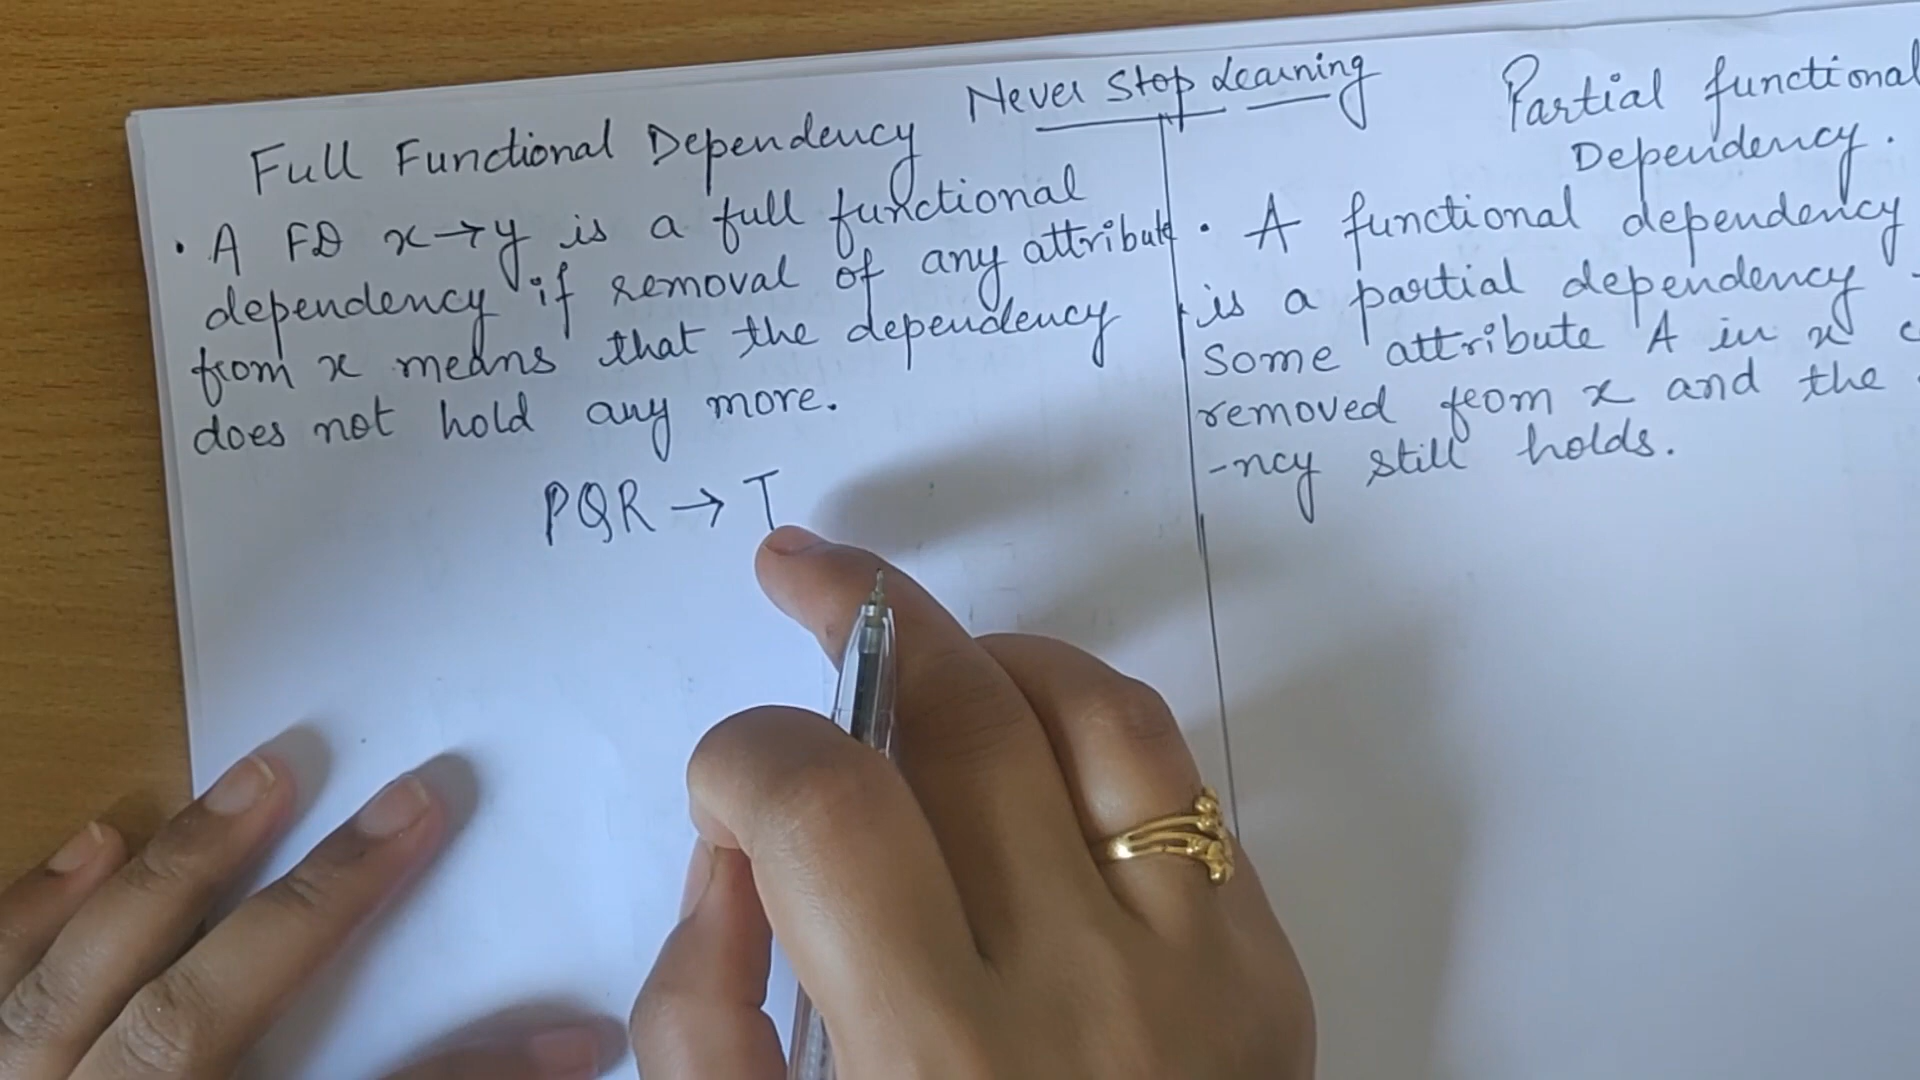 Never Stop Learning
Full Functional Dependency
• A FD x→y is a full functional
dependency if removal of any attribute
from x means that the dependency
does not hold any more.
PQR → T
Partial functional
Dependency.
• A functional dependency
is a partial dependency
some attribute A in x
removed from x and the
-ncy still holds.